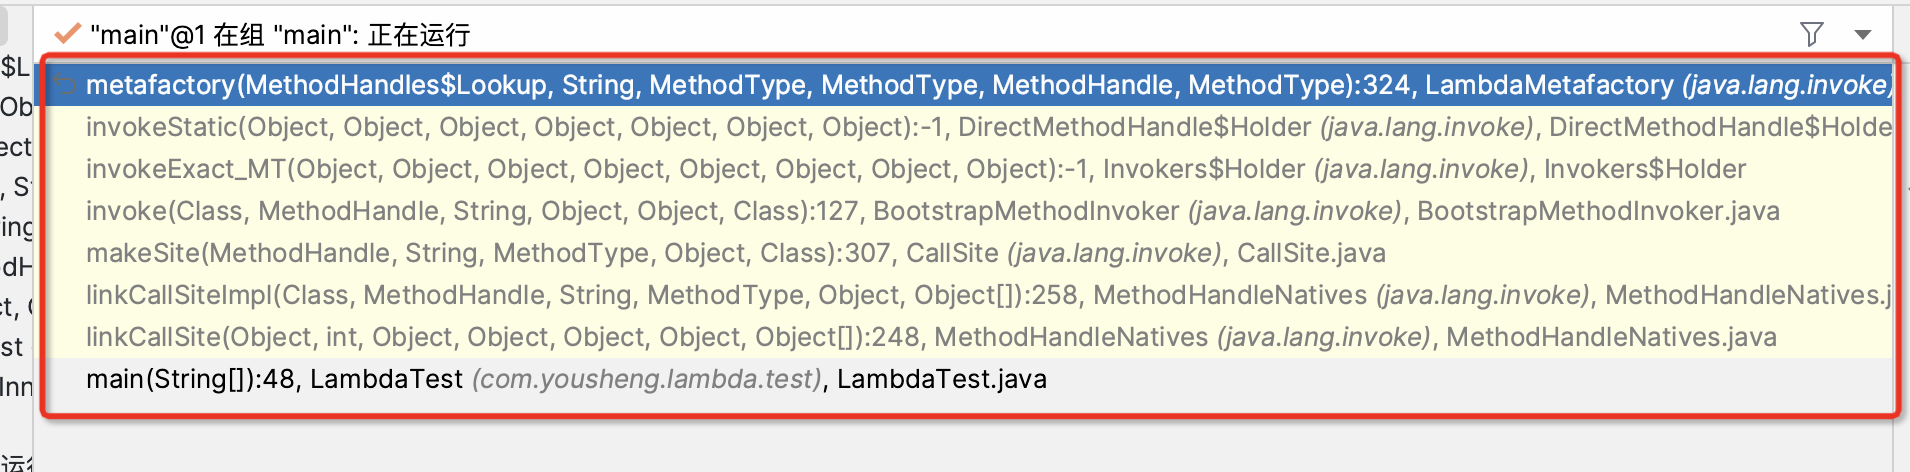 "main"@1 在组 "main": 正在运行
$L
metafactory(MethodHandles$Lookup, String, MethodType, MethodType, MethodHandle, MethodType):324, LambdaMetafactory (java.lang.invoke)
Ob
invokeStatic(Object, Object, Object, Object, Object, Object, Object):-1, DirectMethodHandle$Holder (java.lang.invoke), DirectMethodHandle$Holde
ect
invokeExact_MT(Object, Object, Object, Object, Object, Object, Object, Object):-1, Invokers$Holder (java.lang.invoke), Invokers$Holder
, S
invoke(Class, MethodHandle, String, Object, Object, Class):127, BootstrapMethodInvoker (java.lang.invoke), BootstrapMethodInvoker.java
ing
makeSite(MethodHandle, String, MethodType, Object, Class):307, CallSite (java.lang.invoke), CallSite.java
dH
linkCallSiteImpl(Class, MethodHandle, String, MethodType, Object, Object[]):258, MethodHandleNatives (java.lang.invoke), MethodHandleNatives.j
ct,
linkCallSite(Object, int, Object, Object, Object, Object, Object[]):248, MethodHandleNatives (java.lang.invoke), MethodHandleNatives.java
st
main(String[]):48, LambdaTest (com.yousheng.lambda.test), LambdaTest.java
Inn
运行